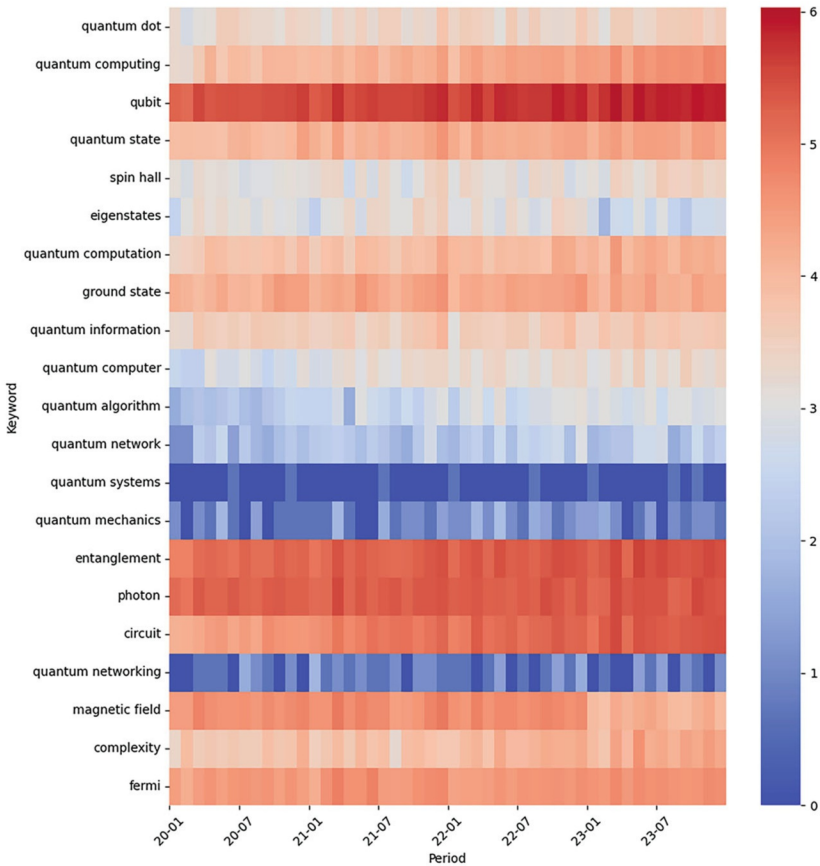 quantum dot
quantum computing
qubit
quantum state
spin hall
eigenstates
quantum computation
ground state
quantum information
quantum computer
quantum algorithm
quantum network
quantum systems
quantum mechanics
entanglement
photon
circuit
quantum networking
magnetic field
complexity
fermi
Keyword
20-01 20-07 21-01 21-07 22-01 22-07 23-01 23-07
Period
6
5
4
3
2
1
0